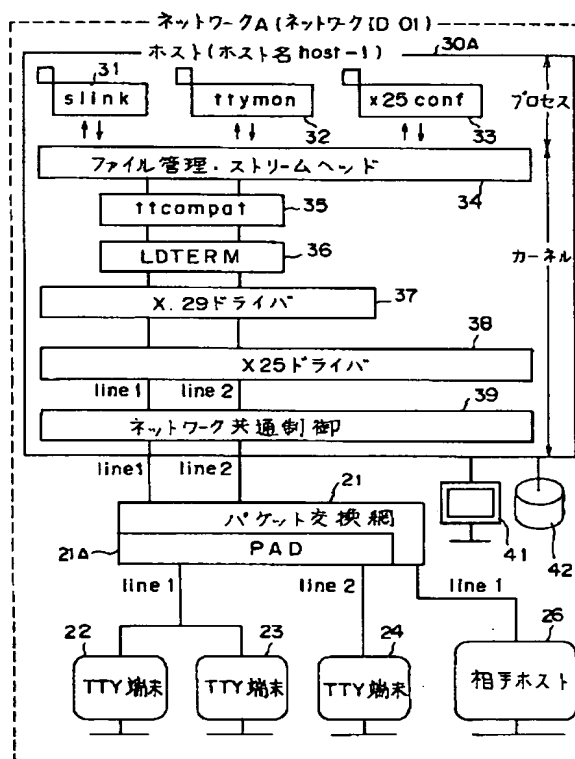 ネットワークA (ネットワークID 01)
ホスト(ホスト名 host-1)
30A
31
slink
ttymon
32
x25conf
33
プロセス
ファイル管理・ストリームヘッド
34
ttcompat
35
LDTERM
36
カーネル
X.29ドライバ
37
38
X25ドライバ
line1
line2
39
ネットワーク共通制御
line1
line2
21
パケット交換網
41
42
21A
PAD
line 1
line 2
line 1
22
23
24
26
TTY端末
TTY端末
TTY端末
相手ホスト